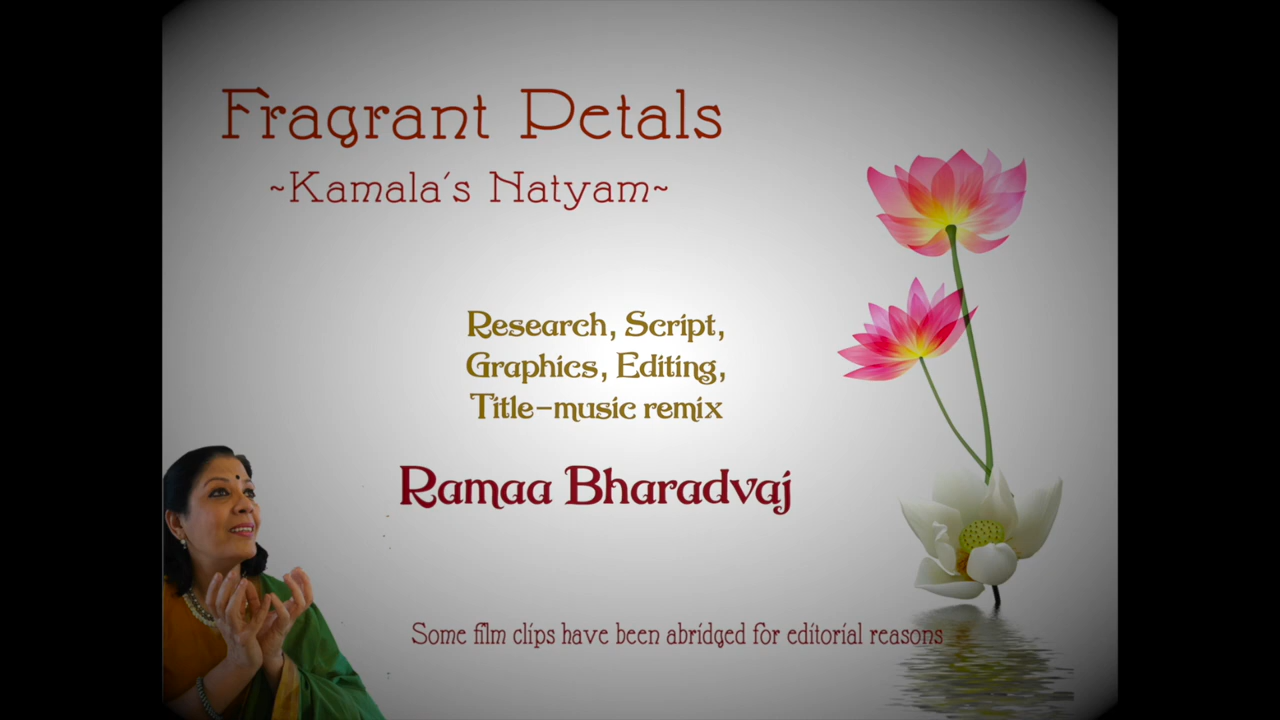 Fragrant Petals
~Kamala's Natyam~
Research, Script,
Graphics, Editing,
Title-music remix
Ramaa Bharadvaj
Some film clips have been abridged for editorial reasons